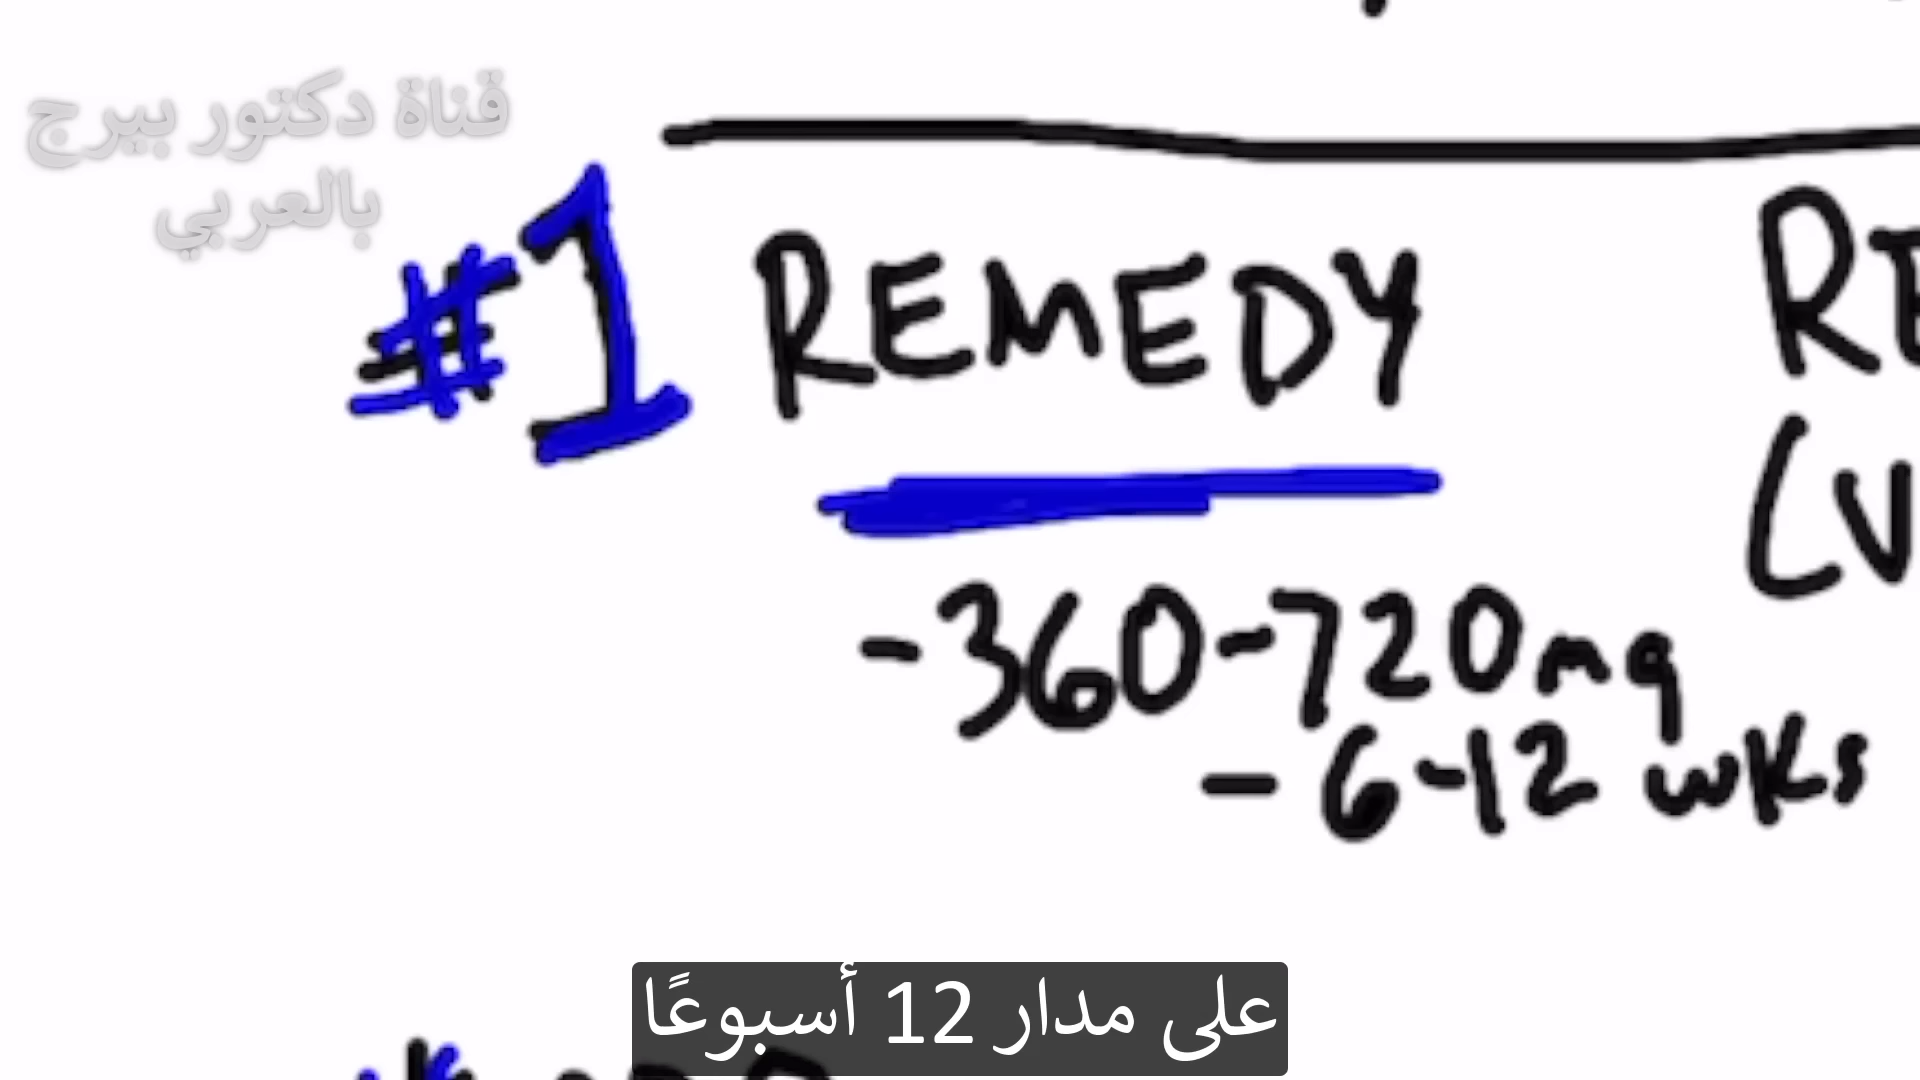 قناة دكتور بيرج
بالعربي
#1 REMEDY
-360-720mg
- 6-12 wks
على مدار 12 أسبوعًا